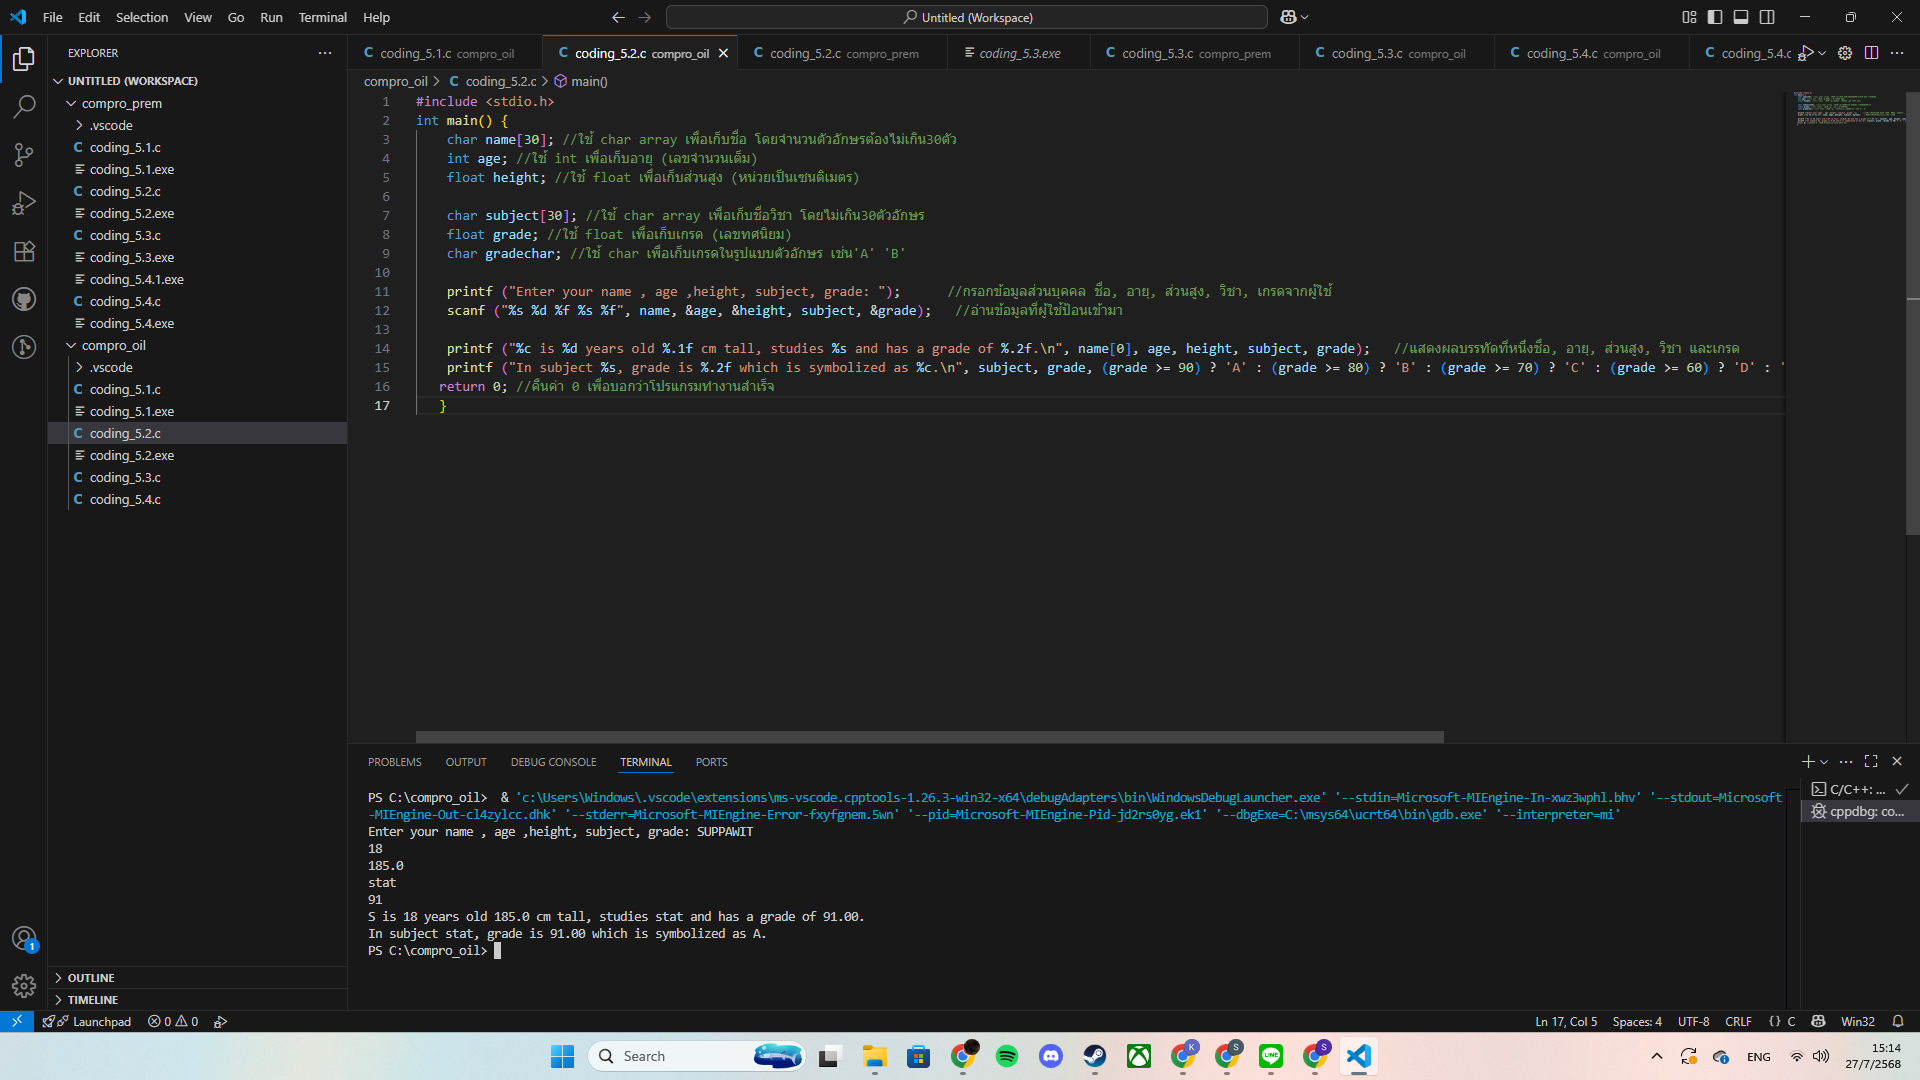 File Edit Selection View Go Run Terminal Help
Untitled (Workspace)
EXPLORER
UNTITLED (WORKSPACE)
compro_prem
.vscode
coding_5.1.c
coding_5.1.exe
coding_5.2.c
coding_5.2.exe
coding_5.3.c
coding_5.3.exe
coding_5.4.1.exe
coding_5.4.c
coding_5.4.exe
compro_oil
.vscode
coding_5.1.c
coding_5.1.exe
coding_5.2.c
coding_5.2.exe
coding_5.3.c
coding_5.4.c
OUTLINE
TIMELINE
coding_5.1.c compro_oil coding_5.2.c compro_oil coding_5.2.c compro_prem coding_5.3.exe coding_5.3.c compro_prem coding_5.3.c compro_oil coding_5.4.c compro_oil coding_5.4.c
compro_oil > C coding_5.2.c > main()
1 #include <stdio.h>
2 int main() {
3 char name[30]; //ใช้ char array เพื่อเก็บชื่อ โดยจำนวนตัวอักษรต้องไม่เกิน30ตัว
4 int age; //ใช้ int เพื่อเก็บอายุ (เลขจำนวนเต็ม)
5 float height; //ใช้ float เพื่อเก็บส่วนสูง (หน่วยเป็นเซนติเมตร)
6
7 char subject[30]; //ใช้ char array เพื่อเก็บชื่อวิชา โดยไม่เกิน30ตัวอักษร
8 float grade; //ใช้ float เพื่อเก็บเกรด (เลขทศนิยม)
9 char gradechar; //ใช้ char เพื่อเก็บเกรดในรูปแบบตัวอักษร เช่น'A' 'B'
10
11 printf ("Enter your name , age ,height, subject, grade: "); //กรอกข้อมูลส่วนบุคคล ชื่อ, อายุ, ส่วนสูง, วิชา, เกรดจากผู้ใช้
12 scanf ("%s %d %f %s %f", name, &age, &height, subject, &grade); //อ่านข้อมูลที่ผู้ใช้ป้อนเข้ามา
13
14 printf ("%c is %d years old %.1f cm tall, studies %s and has a grade of %.2f.\n", name[0], age, height, subject, grade); //แสดงผลบรรทัดที่หนึ่งชื่อ, อายุ, ส่วนสูง, วิชา และเกรด
15 printf ("In subject %s, grade is %.2f which is symbolized as %c.\n", subject, grade, (grade >= 90) ? 'A' : (grade >= 80) ? 'B' : (grade >= 70) ? 'C' : (grade >= 60) ? 'D' : '
16 return 0; //คืนค่า 0 เพื่อบอกว่าโปรแกรมทำงานสำเร็จ
17 }
PROBLEMS OUTPUT DEBUG CONSOLE TERMINAL PORTS
PS C:\compro_oil> & 'c:\Users\Windows\.vscode\extensions\ms-vscode.cpptools-1.26.3-win32-x64\debugAdapters\bin\WindowsDebugLauncher.exe' '--stdin=Microsoft-MIEngine-In-xwz3wphl.bhv' '--stdout=Microsoft
-MIEngine-Out-cl4zylcc.dhk' '--stderr=Microsoft-MIEngine-Error-fxyfgnem.5wn' '--pid=Microsoft-MIEngine-Pid-jd2rs0yg.ek1' '--dbgExe=C:\msys64\ucrt64\bin\gdb.exe' '--interpreter=mi'
Enter your name , age ,height, subject, grade: SUPPAWIT
18
185.0
stat
91
S is 18 years old 185.0 cm tall, studies stat and has a grade of 91.00.
In subject stat, grade is 91.00 which is symbolized as A.
PS C:\compro_oil>
C/C++: ...
cppdbg: co...
1
Launchpad 0 0
Ln 17, Col 5 Spaces: 4 UTF-8 CRLF {} C Win32
Search
K S S
LINE
ENG
15:14
27/7/2568